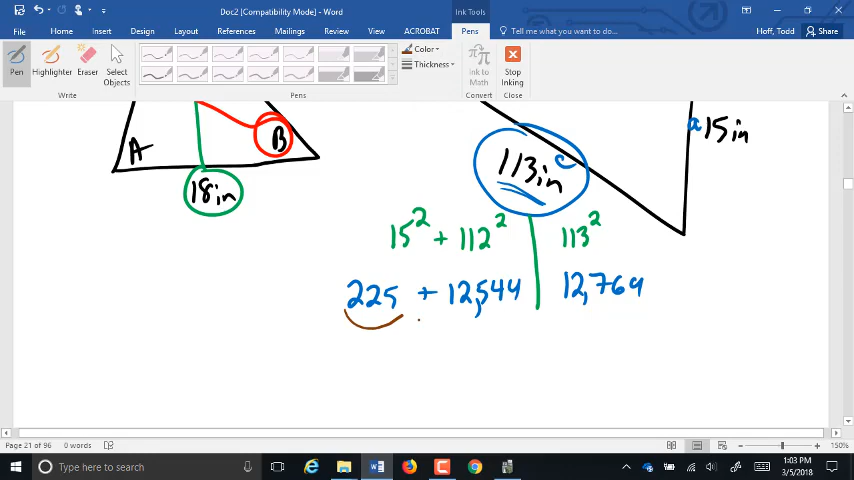 Doc2 [Compatibility Mode] - Word
Ink Tools
Hoff, Todd
Share
File
Home
Insert
Design
Layout
References
Mailings
Review
View
ACROBAT
Pens
Tell me what you want to do...
Pen
Highlighter
Eraser
Select Objects
Color
Thickness
Ink to Math
Stop Inking
Write
Pens
Convert
Close
A
B
18in
113in
c
a
15in
15² + 112²
113²
225 + 12,544
12,769
Page 21 of 96
0 words
150%
Type here to search
1:03 PM
3/5/2018